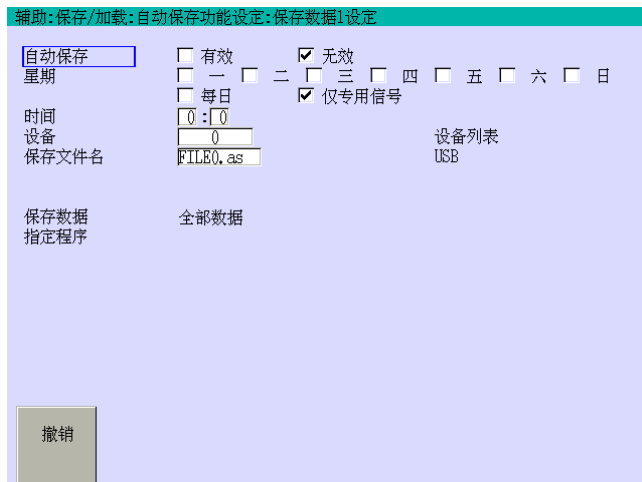 辅助:保存/加载:自动保存功能设定:保存数据1设定
自动保存 有效 无效
星期 一 二 三 四 五 六 日
每日 仅专用信号
时间 0:0
设备 0 设备列表
保存文件名 FILE0.as USB
保存数据 全部数据
指定程序
撤销